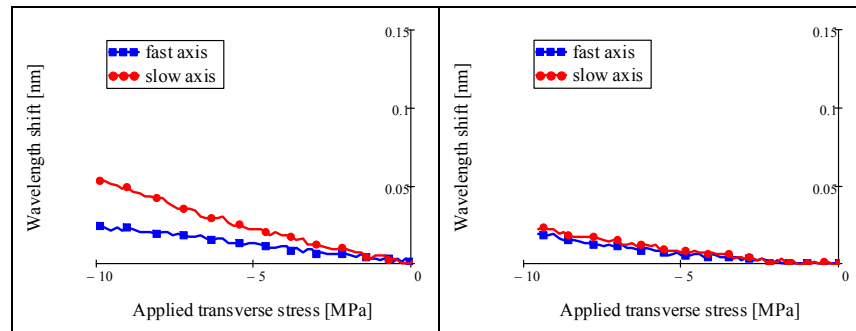 0.15
fast axis
slow axis
0.1
0.05
Wavelength shift [nm]
− 10
− 5
0
Applied transverse stress [MPa]
0.15
fast axis
slow axis
0.1
0.05
Wavelength shift [nm]
− 10
− 5
0
Applied transverse stress [MPa]